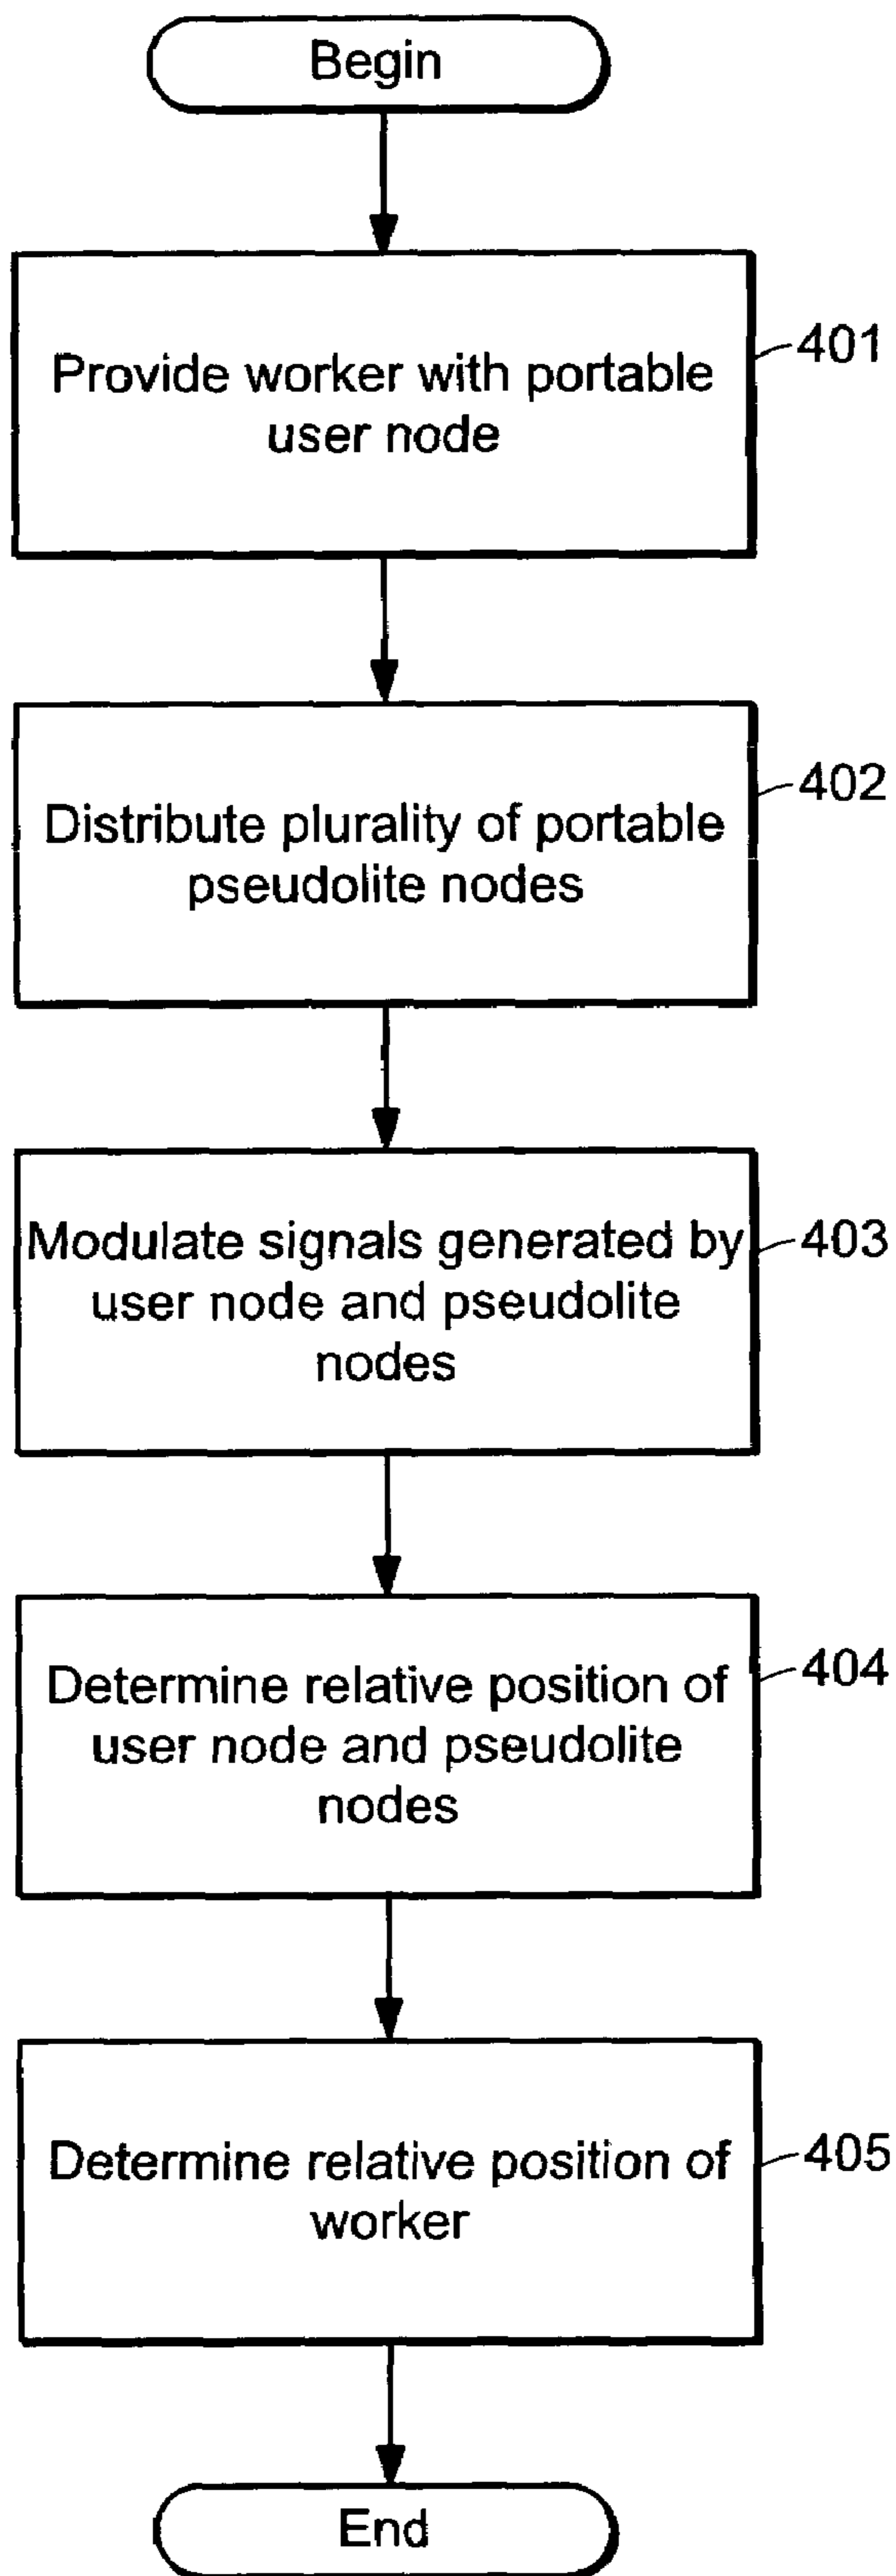 Begin
Provide worker with portable
user node
401
Distribute plurality of portable
pseudolite nodes
402
Modulate signals generated by
user node and pseudolite
nodes
403
Determine relative position of
user node and pseudolite
nodes
404
Determine relative position of
worker
405
End